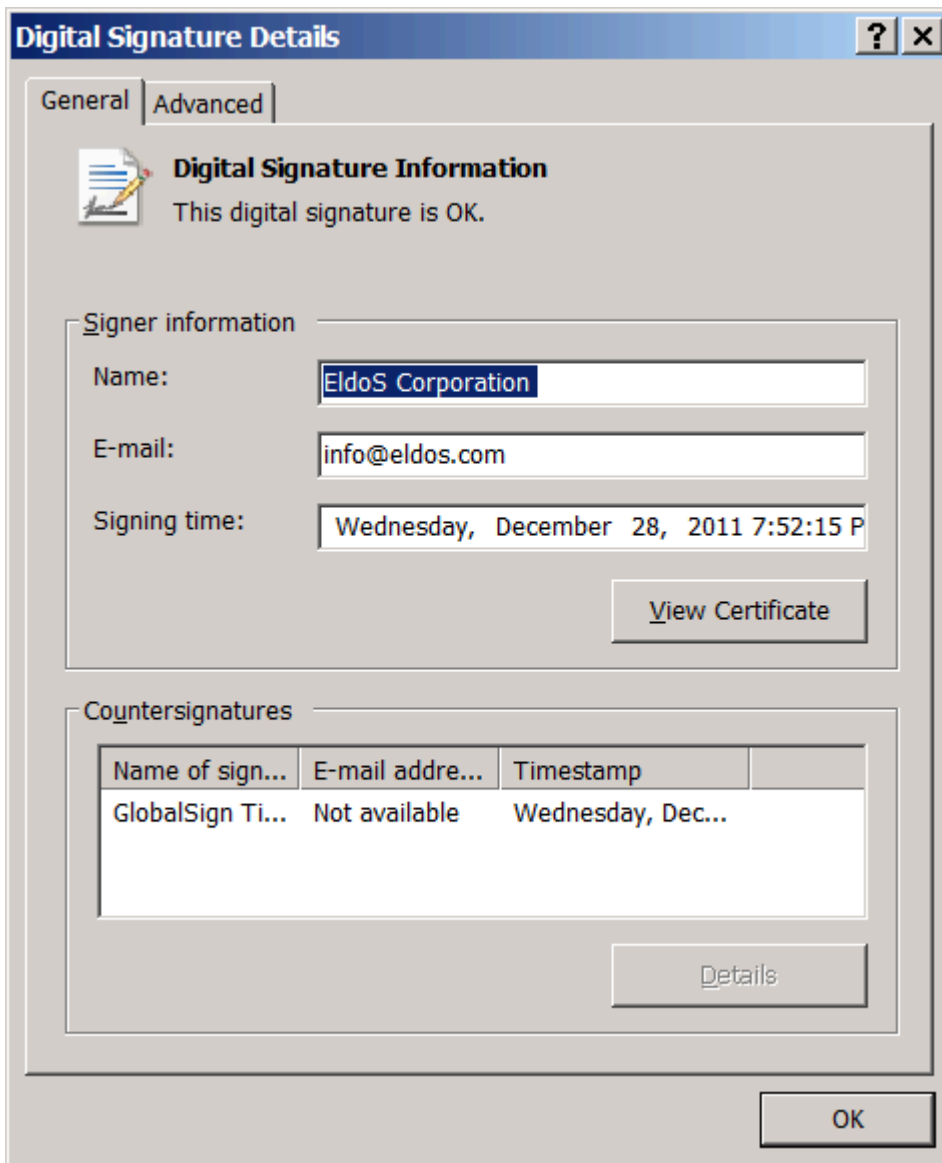 Digital Signature Details
General Advanced
Digital Signature Information
This digital signature is OK.
Signer information
Name: EldoS Corporation
E-mail: info@eldos.com
Signing time: Wednesday, December 28, 2011 7:52:15 P
View Certificate
Countersignatures
Name of sign... E-mail addre... Timestamp
GlobalSign Ti... Not available Wednesday, Dec...
Details
OK